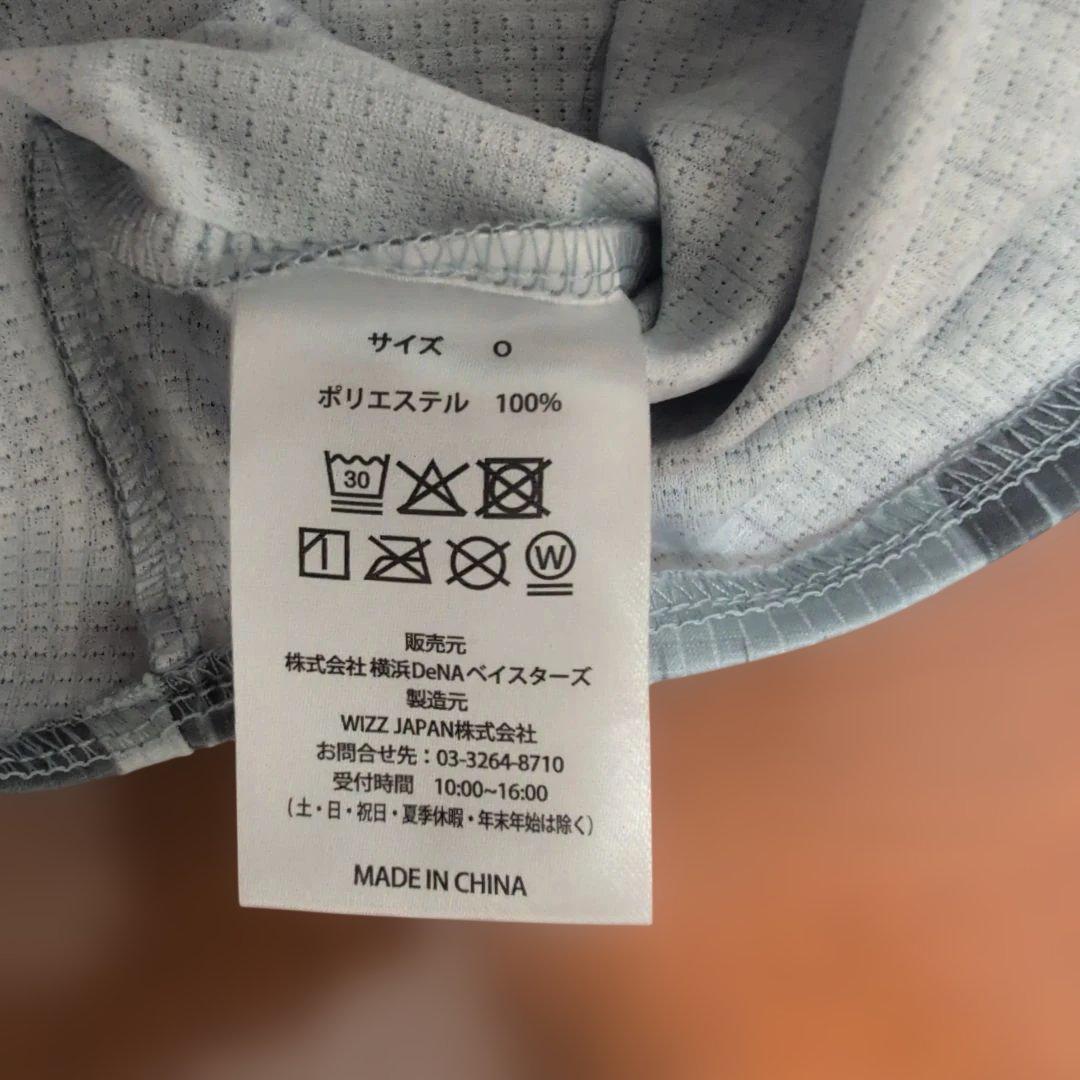 サイズ O
ポリエステル 100%
30
W
販売元
株式会社 横浜DeNAベイスターズ
製造元
WIZZ JAPAN株式会社
お問合せ先：03-3264-8710
受付時間 10:00~16:00
（土・日・祝日・夏季休暇・年末年始は除く）
MADE IN CHINA